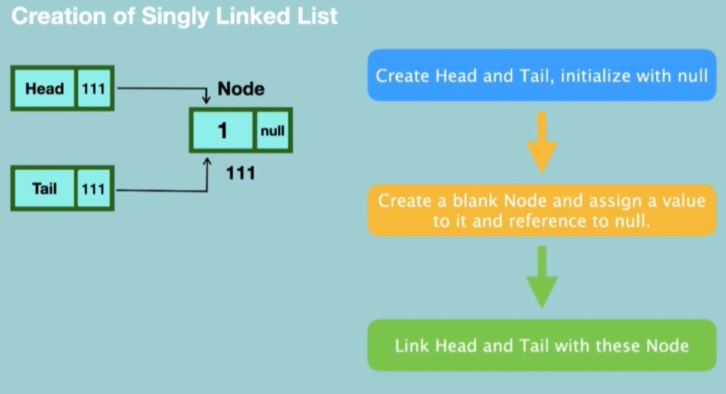 Creation of Singly Linked List
Head 111
Node
1 null
111
Tail 111
Create Head and Tail, initialize with null
Create a blank Node and assign a value
to it and reference to null.
Link Head and Tail with these Node